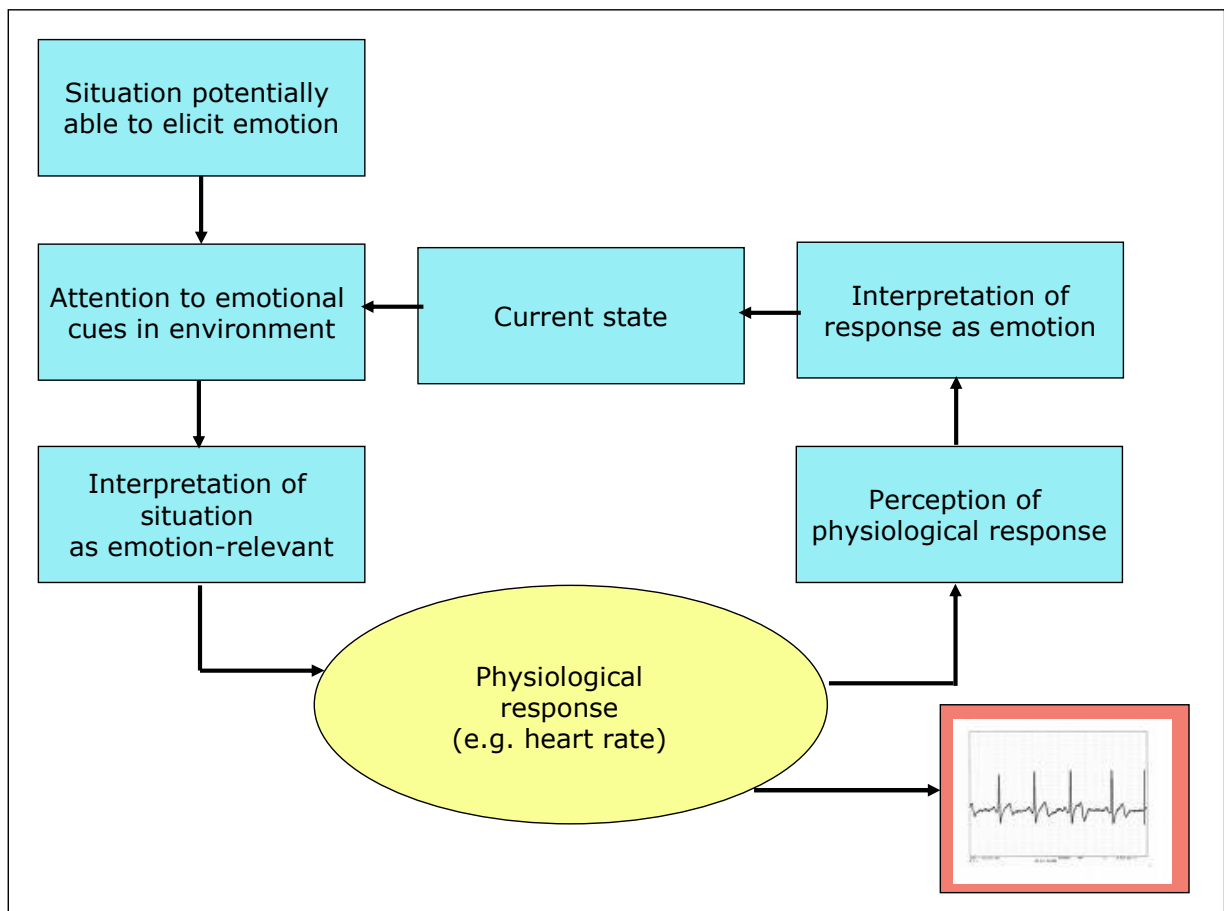 Situation potentially
able to elicit emotion
Attention to emotional
cues in environment
Current state
Interpretation of
response as emotion
Interpretation of
situation
as emotion-relevant
Perception of
physiological response
Physiological
response
(e.g. heart rate)